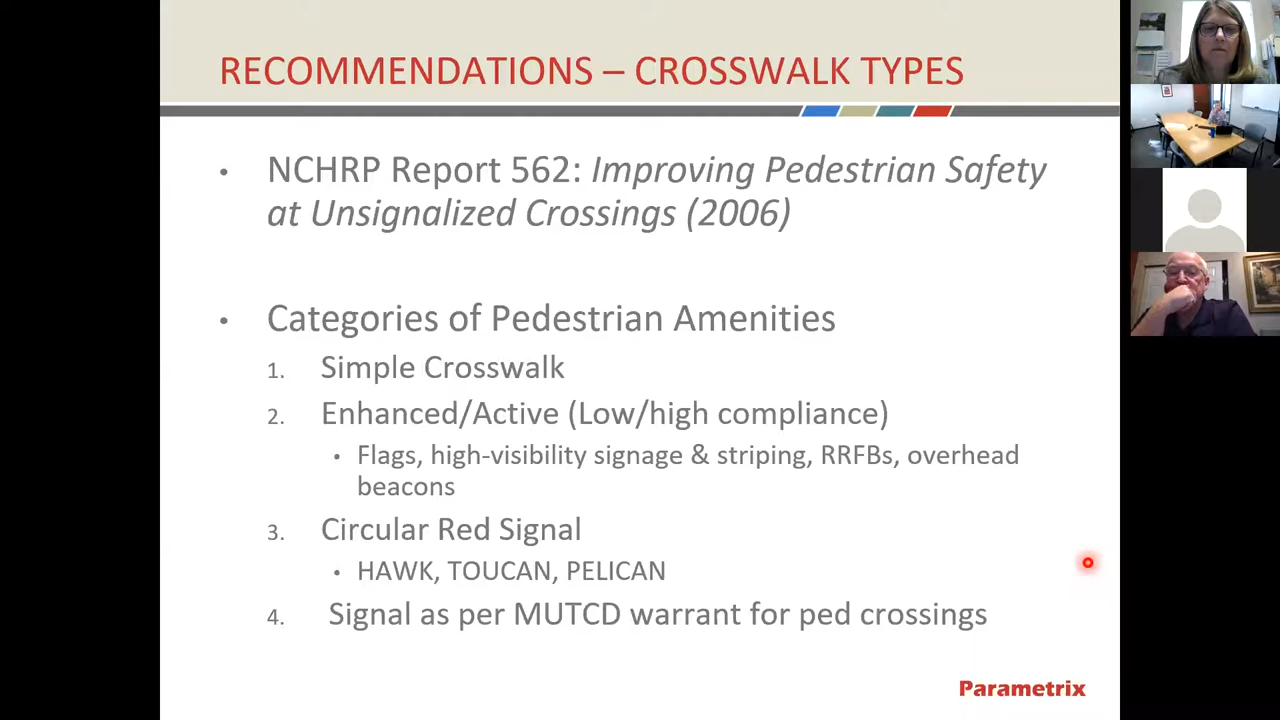 RECOMMENDATIONS – CROSSWALK TYPES
• NCHRP Report 562: Improving Pedestrian Safety
at Unsignalized Crossings (2006)
• Categories of Pedestrian Amenities
1. Simple Crosswalk
2. Enhanced/Active (Low/high compliance)
• Flags, high-visibility signage & striping, RRFBs, overhead
beacons
3. Circular Red Signal
• HAWK, TOUCAN, PELICAN
4. Signal as per MUTCD warrant for ped crossings
Parametrix